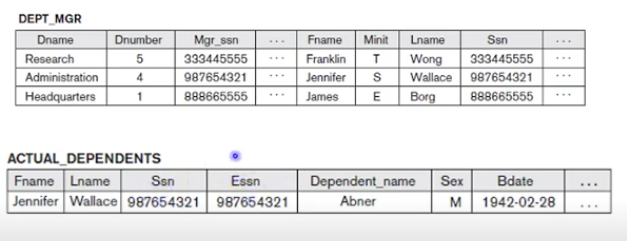 DEPT_MGR
Dname Dnumber Mgr_ssn ... Fname Minit Lname Ssn ...
Research 5 333445555 ... Franklin T Wong 333445555 ...
Administration 4 987654321 ... Jennifer S Wallace 987654321 ...
Headquarters 1 888665555 ... James E Borg 888665555 ...
ACTUAL_DEPENDENTS
Fname Lname Ssn Essn Dependent_name Sex Bdate ...
Jennifer Wallace 987654321 987654321 Abner M 1942-02-28 ...